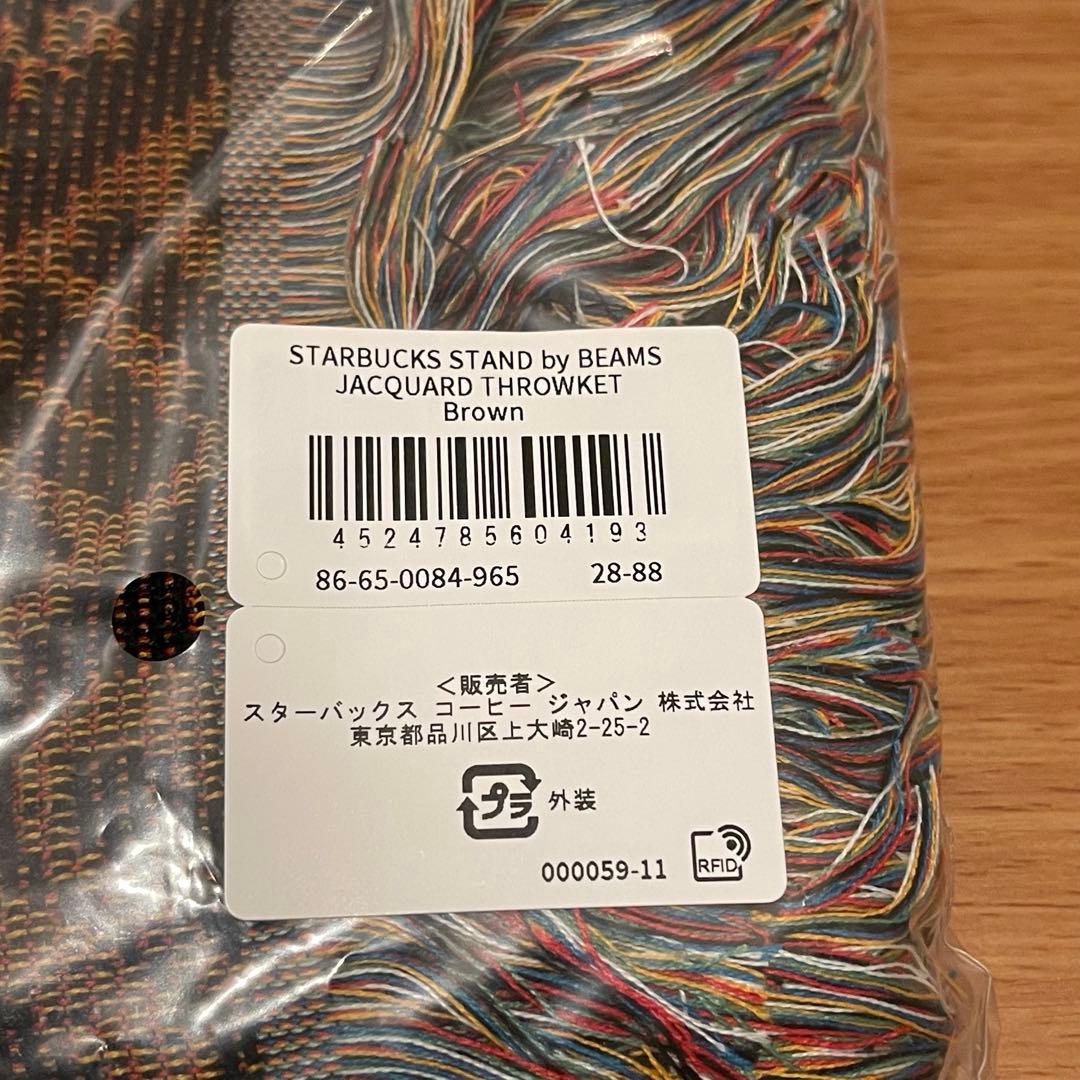 STARBUCKS STAND by BEAMS
JACQUARD THROWKET
Brown
4524785604193
86-65-0084-965 28-88
<販売者>
スターバックス コーヒー ジャパン 株式会社
東京都品川区上大崎2-25-2
プラ 外装
000059-11 RFID